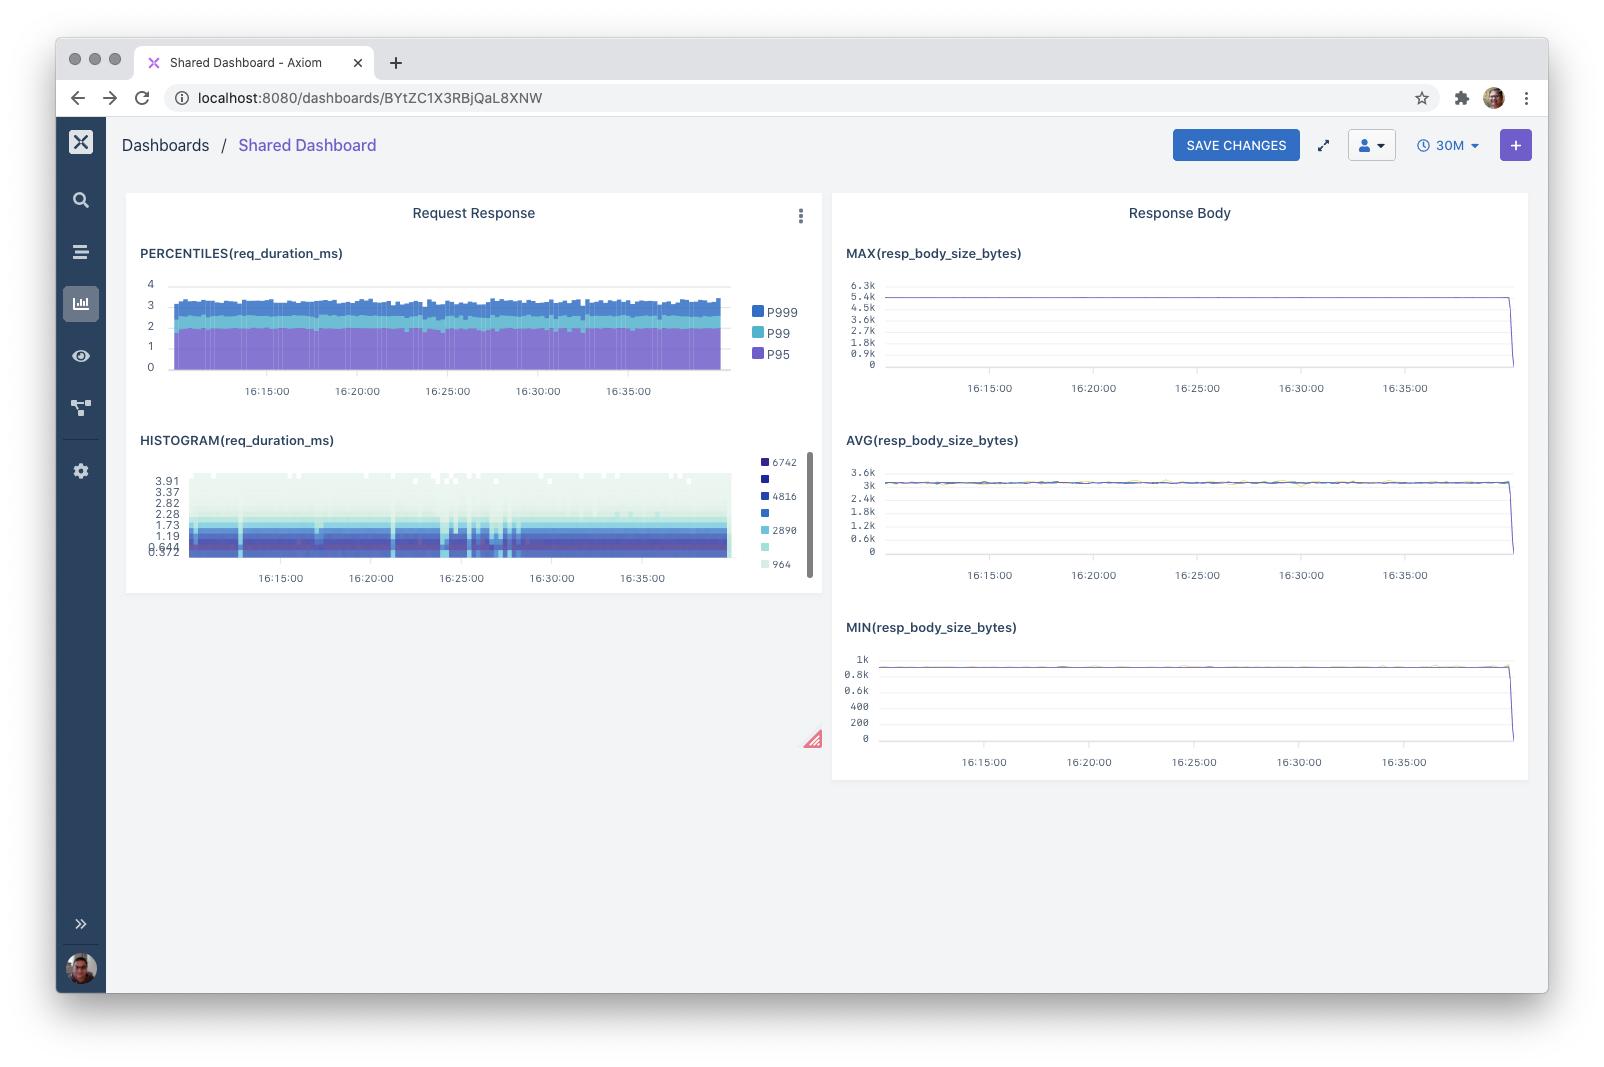 Shared Dashboard - Axiom
localhost:8080/dashboards/BYtZC1X3RBjQaL8XNW
Dashboards / Shared Dashboard
SAVE CHANGES
30M
Request Response
PERCENTILES(req_duration_ms)
4
3
2
1
0
P999
P99
P95
16:15:00 16:20:00 16:25:00 16:30:00 16:35:00
HISTOGRAM(req_duration_ms)
3.91
3.37
2.82
2.28
1.73
1.19
0.644
0.372
6742
4816
2890
964
16:15:00 16:20:00 16:25:00 16:30:00 16:35:00
Response Body
MAX(resp_body_size_bytes)
6.3k
5.4k
4.5k
3.6k
2.7k
1.8k
0.9k
0
16:15:00 16:20:00 16:25:00 16:30:00 16:35:00
AVG(resp_body_size_bytes)
3.6k
3k
2.4k
1.8k
1.2k
0.6k
0
16:15:00 16:20:00 16:25:00 16:30:00 16:35:00
MIN(resp_body_size_bytes)
1k
0.8k
0.6k
400
200
0
16:15:00 16:20:00 16:25:00 16:30:00 16:35:00